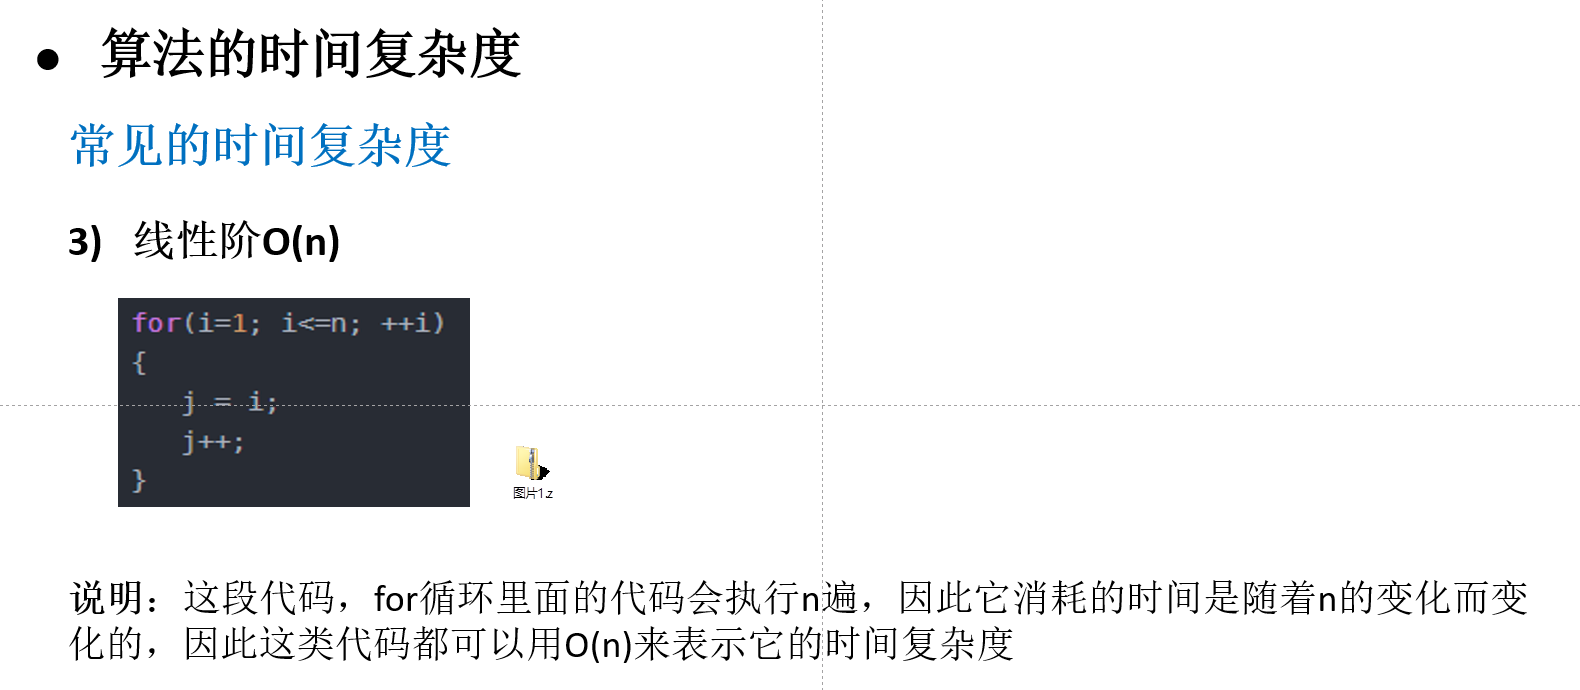 ● 算法的时间复杂度
常见的时间复杂度
3) 线性阶O(n)
for(i=1; i<=n; ++i)
{
   j = i;
   j++;
}
图片1.z
说明：这段代码，for循环里面的代码会执行n遍，因此它消耗的时间是随着n的变化而变
化的，因此这类代码都可以用O(n)来表示它的时间复杂度